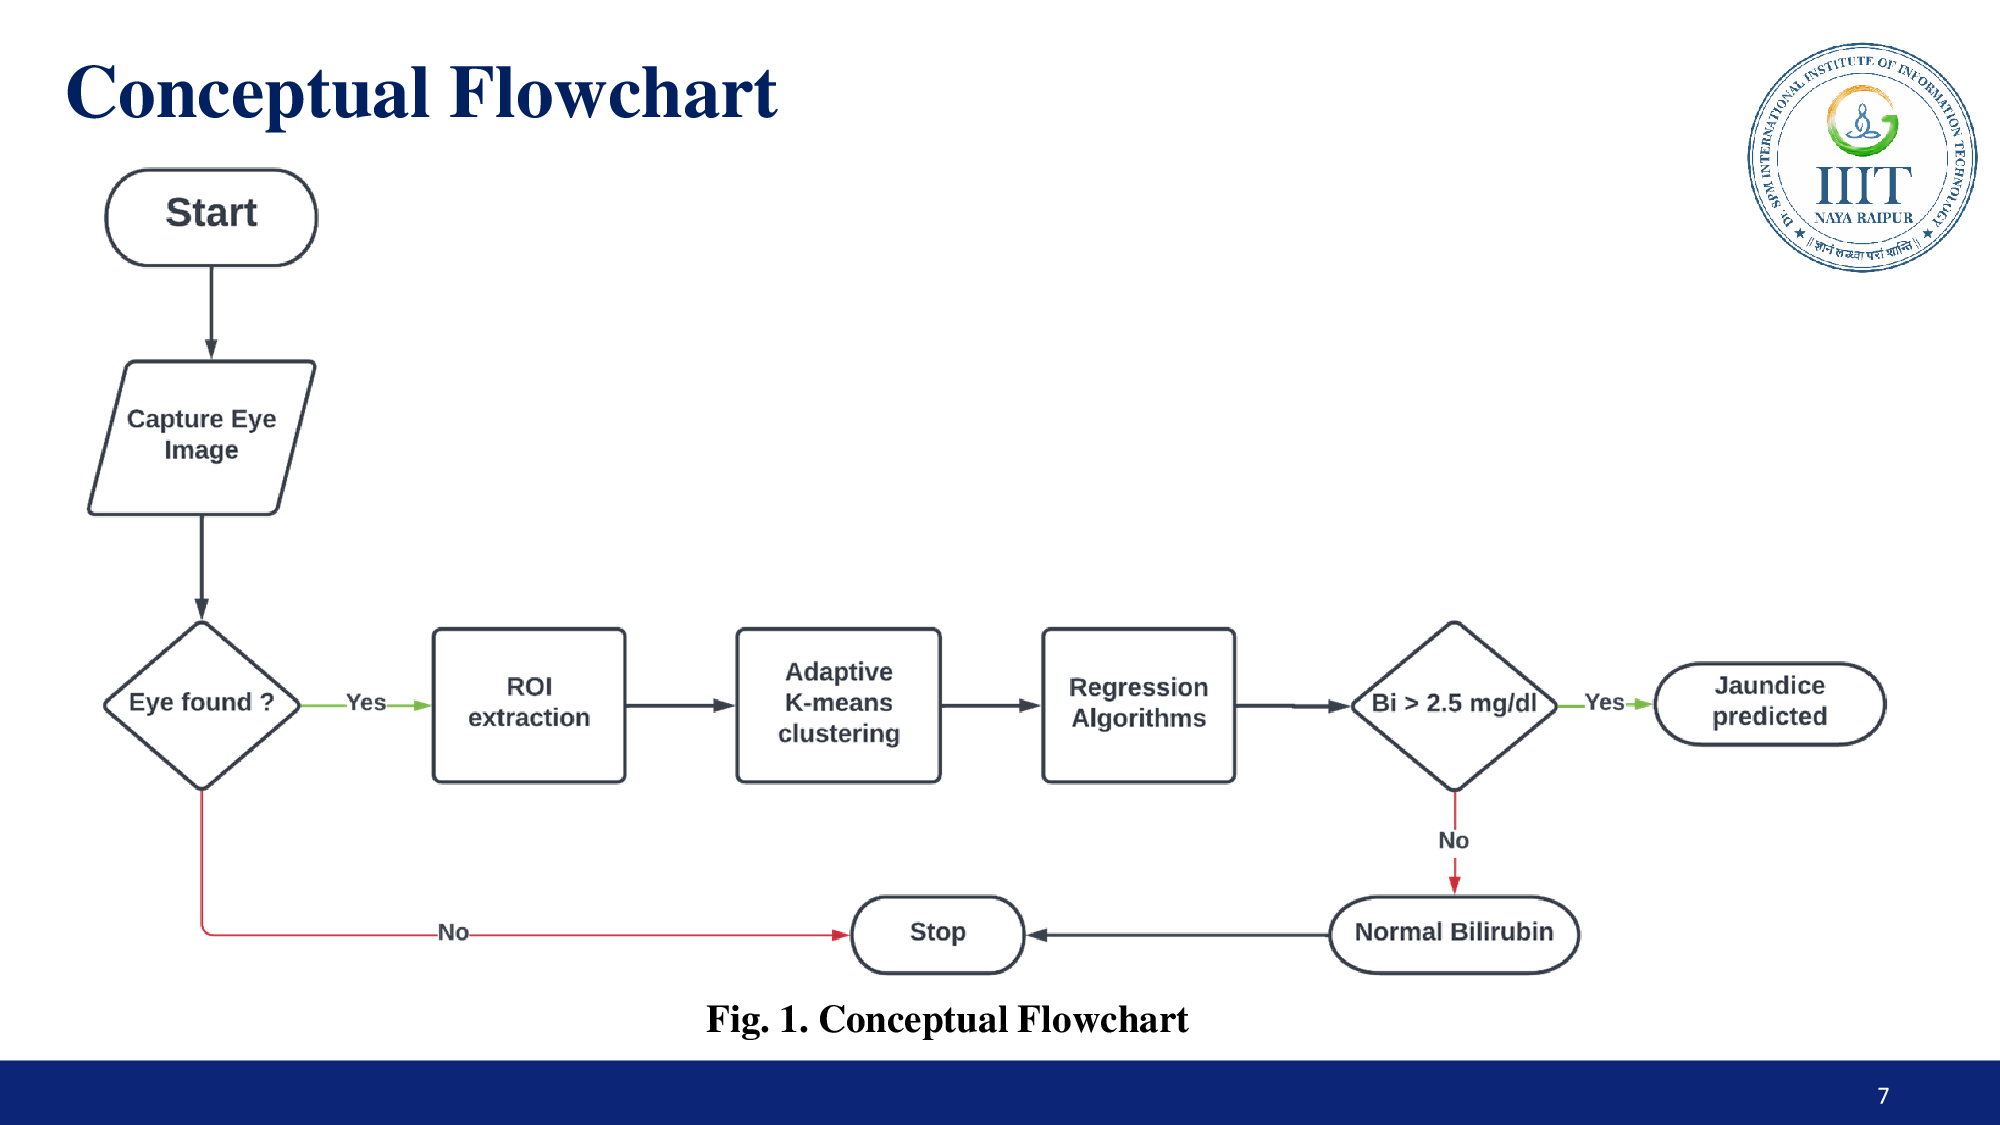 Conceptual Flowchart
Dr. SPM INTERNATIONAL INSTITUTE OF INFORMATION TECHNOLOGY
IIIT
NAYA RAIPUR
★ || ज्ञानं लब्ध्वा परां शान्तिं || ★
Start
Capture Eye
Image
Eye found ?
Yes
ROI
extraction
Adaptive
K-means
clustering
Regression
Algorithms
Bi > 2.5 mg/dl
Yes
Jaundice
predicted
No
No
Stop
Normal Bilirubin
Fig. 1. Conceptual Flowchart
7